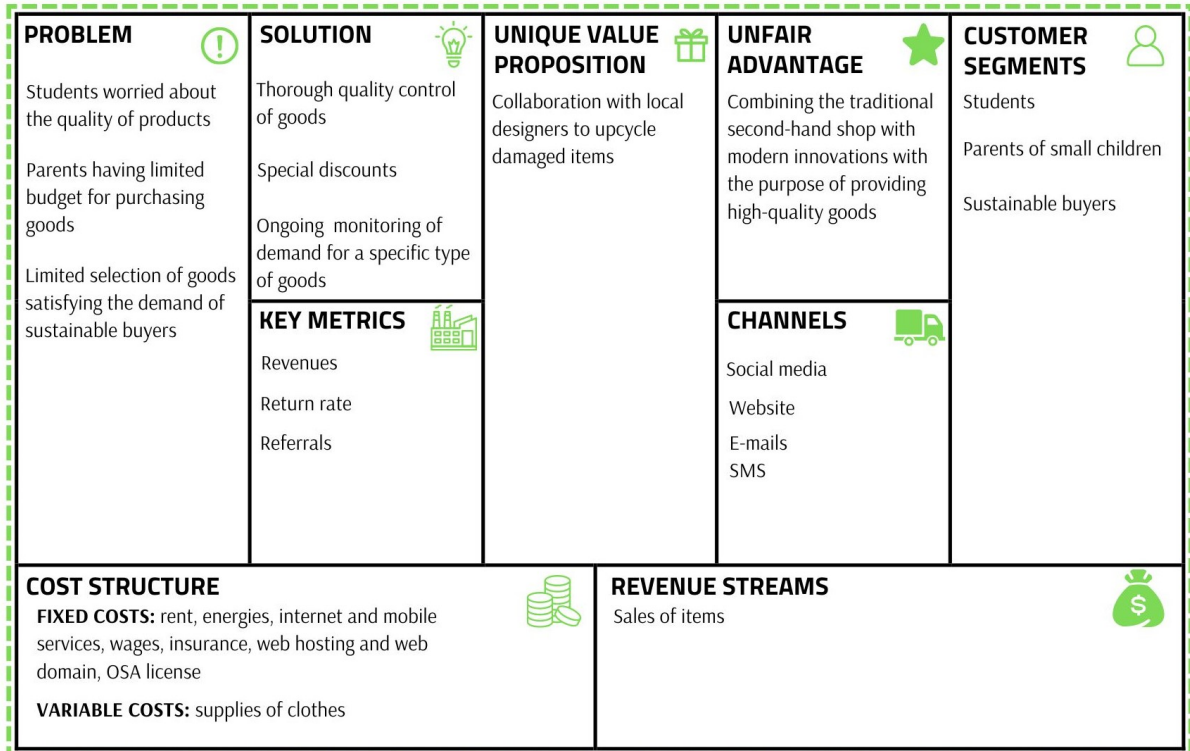 PROBLEM
Students worried about
the quality of products
Parents having limited
budget for purchasing
goods
Limited selection of goods
satisfying the demand of
sustainable buyers
SOLUTION
Thorough quality control
of goods
Special discounts
Ongoing  monitoring of
demand for a specific type
of goods
KEY METRICS
Revenues
Return rate
Referrals
UNIQUE VALUE
PROPOSITION
Collaboration with local
designers to upcycle
damaged items
UNFAIR
ADVANTAGE
Combining the traditional
second-hand shop with
modern innovations with
the purpose of providing
high-quality goods
CHANNELS
Social media
Website
E-mails
SMS
CUSTOMER
SEGMENTS
Students
Parents of small children
Sustainable buyers
COST STRUCTURE
FIXED COSTS: rent, energies, internet and mobile
services, wages, insurance, web hosting and web
domain, OSA license
VARIABLE COSTS: supplies of clothes
REVENUE STREAMS
Sales of items
$